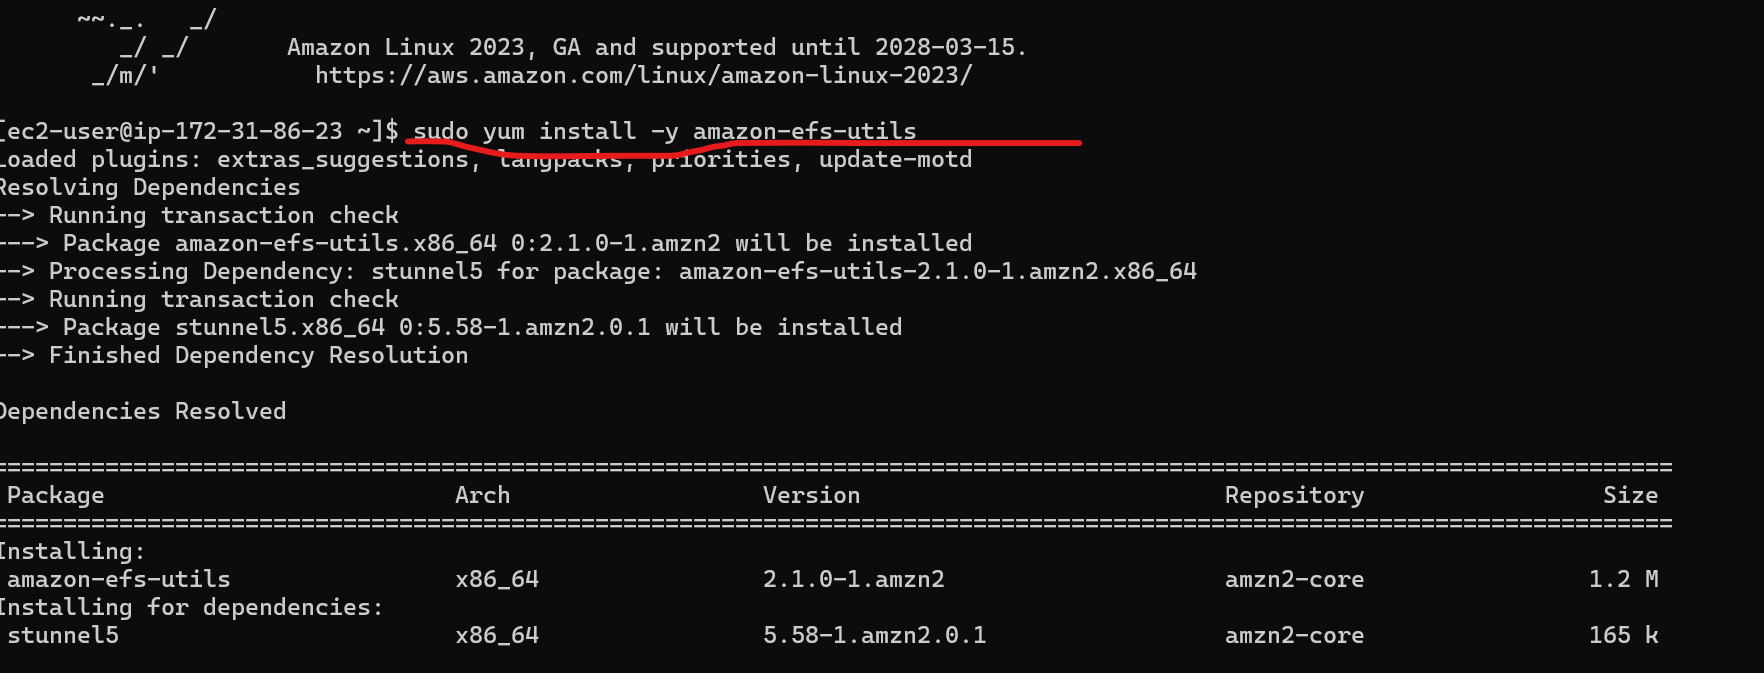 ~~._.   _/
_/ _/       Amazon Linux 2023, GA and supported until 2028-03-15.
_/m/'           https://aws.amazon.com/linux/amazon-linux-2023/
[ec2-user@ip-172-31-86-23 ~]$ sudo yum install -y amazon-efs-utils
Loaded plugins: extras_suggestions, langpacks, priorities, update-motd
Resolving Dependencies
--> Running transaction check
---> Package amazon-efs-utils.x86_64 0:2.1.0-1.amzn2 will be installed
--> Processing Dependency: stunnel5 for package: amazon-efs-utils-2.1.0-1.amzn2.x86_64
--> Running transaction check
---> Package stunnel5.x86_64 0:5.58-1.amzn2.0.1 will be installed
--> Finished Dependency Resolution
Dependencies Resolved
Package Arch Version Repository Size
Installing:
amazon-efs-utils x86_64 2.1.0-1.amzn2 amzn2-core 1.2 M
Installing for dependencies:
stunnel5 x86_64 5.58-1.amzn2.0.1 amzn2-core 165 k